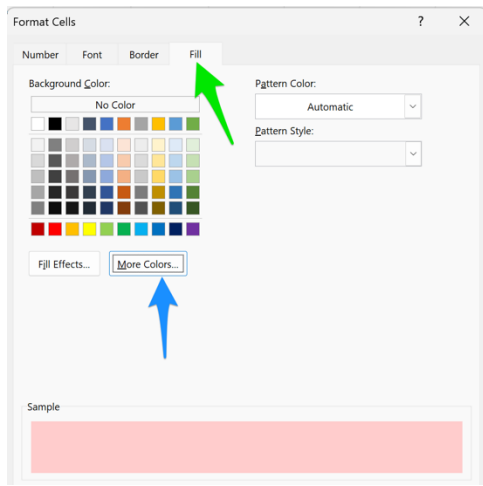 Format Cells ? ×
Number Font Border Fill
Background Color: Pattern Color:
No Color Automatic
Pattern Style:
Fill Effects... More Colors...
Sample